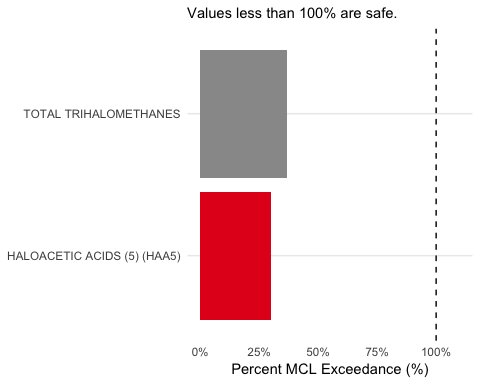 Values less than 100% are safe.
TOTAL TRIHALOMETHANES
HALOACETIC ACIDS (5) (HAA5)
0% 25% 50% 75% 100%
Percent MCL Exceedance (%)